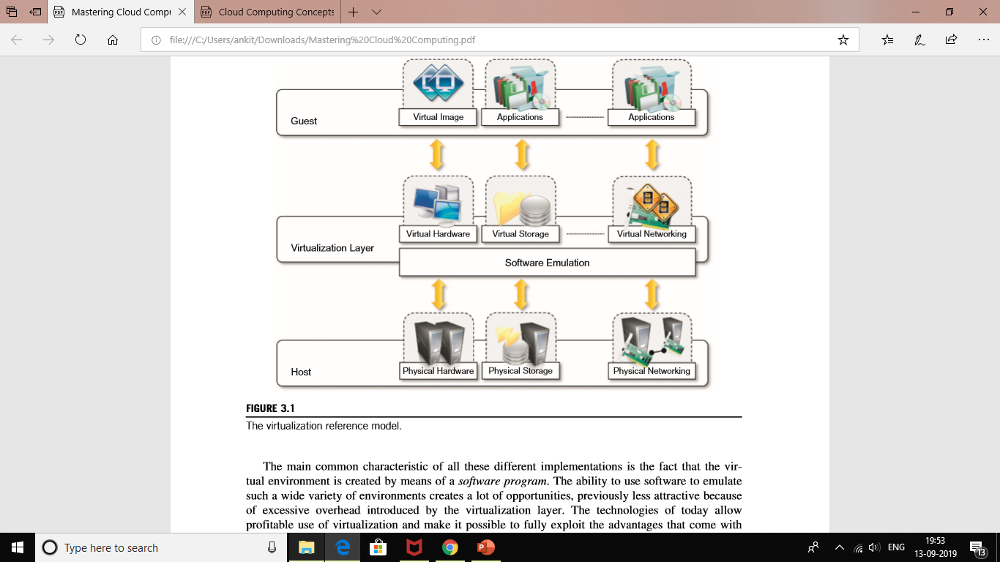 Mastering Cloud Compu
Cloud Computing Concepts
file:///C:/Users/ankit/Downloads/Mastering%20Cloud%20Computing.pdf
Guest
Virtual Image
Applications
Applications
Virtualization Layer
Virtual Hardware
Virtual Storage
Virtual Networking
Software Emulation
Host
Physical Hardware
Physical Storage
Physical Networking
FIGURE 3.1
The virtualization reference model.
The main common characteristic of all these different implementations is the fact that the vir-
tual environment is created by means of a software program. The ability to use software to emulate
such a wide variety of environments creates a lot of opportunities, previously less attractive because
of excessive overhead introduced by the virtualization layer. The technologies of today allow
profitable use of virtualization and make it possible to fully exploit the advantages that come with
Type here to search
ENG
19:53
13-09-2019
13